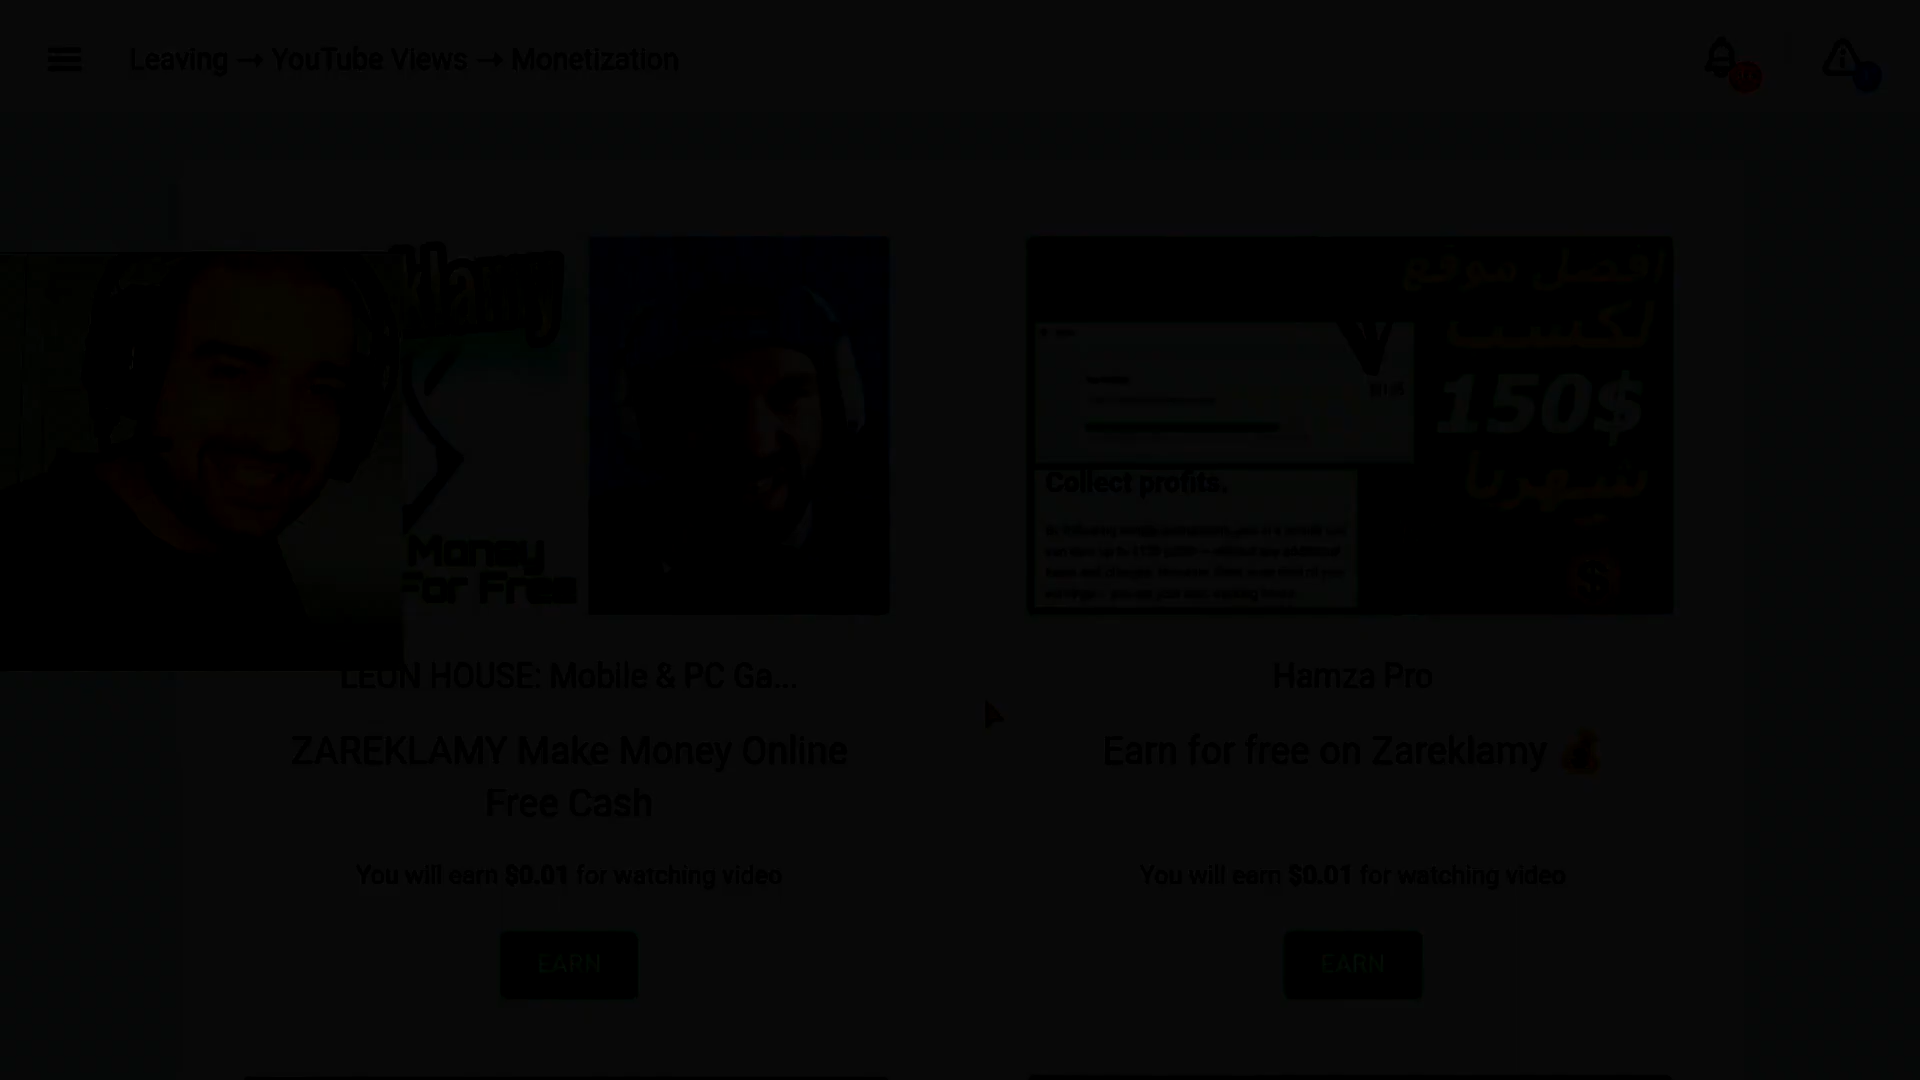 Leaving → YouTube Views → Monetization
klamy
Money
for Free
افضل موقع
لكسب
150$
شهريا
Collect profits.
LEON HOUSE: Mobile & PC Ga...
Hamza Pro
ZAREKLAMY Make Money Online
Free Cash
Earn for free on Zareklamy 💰
You will earn $0.01 for watching video
You will earn $0.01 for watching video
EARN
EARN